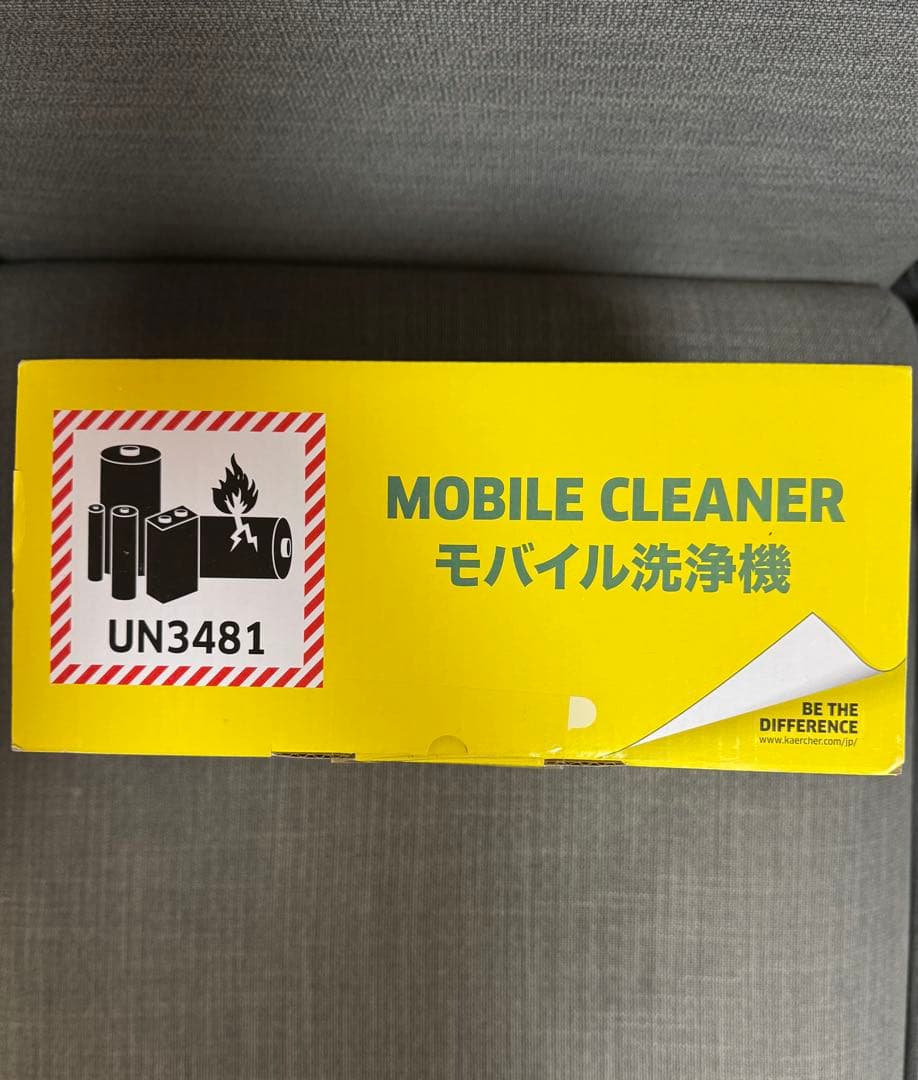 UN3481
MOBILE CLEANER
モバイル洗浄機
BE THE
DIFFERENCE
www.kaercher.com/jp/